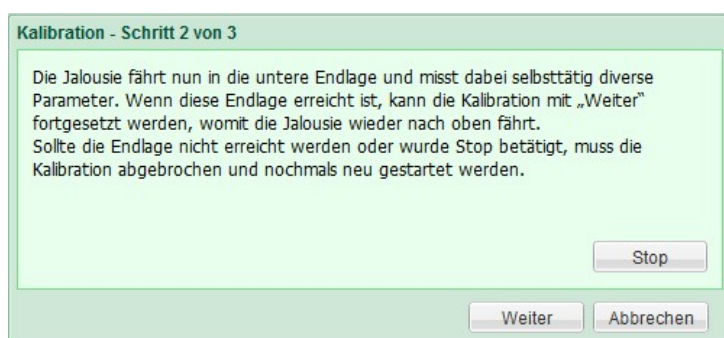 Kalibration - Schritt 2 von 3
Die Jalousie fährt nun in die untere Endlage und misst dabei selbsttätig diverse
Parameter. Wenn diese Endlage erreicht ist, kann die Kalibration mit „Weiter“
fortgesetzt werden, womit die Jalousie wieder nach oben fährt.
Sollte die Endlage nicht erreicht werden oder wurde Stop betätigt, muss die
Kalibration abgebrochen und nochmals neu gestartet werden.
Stop
Weiter Abbrechen